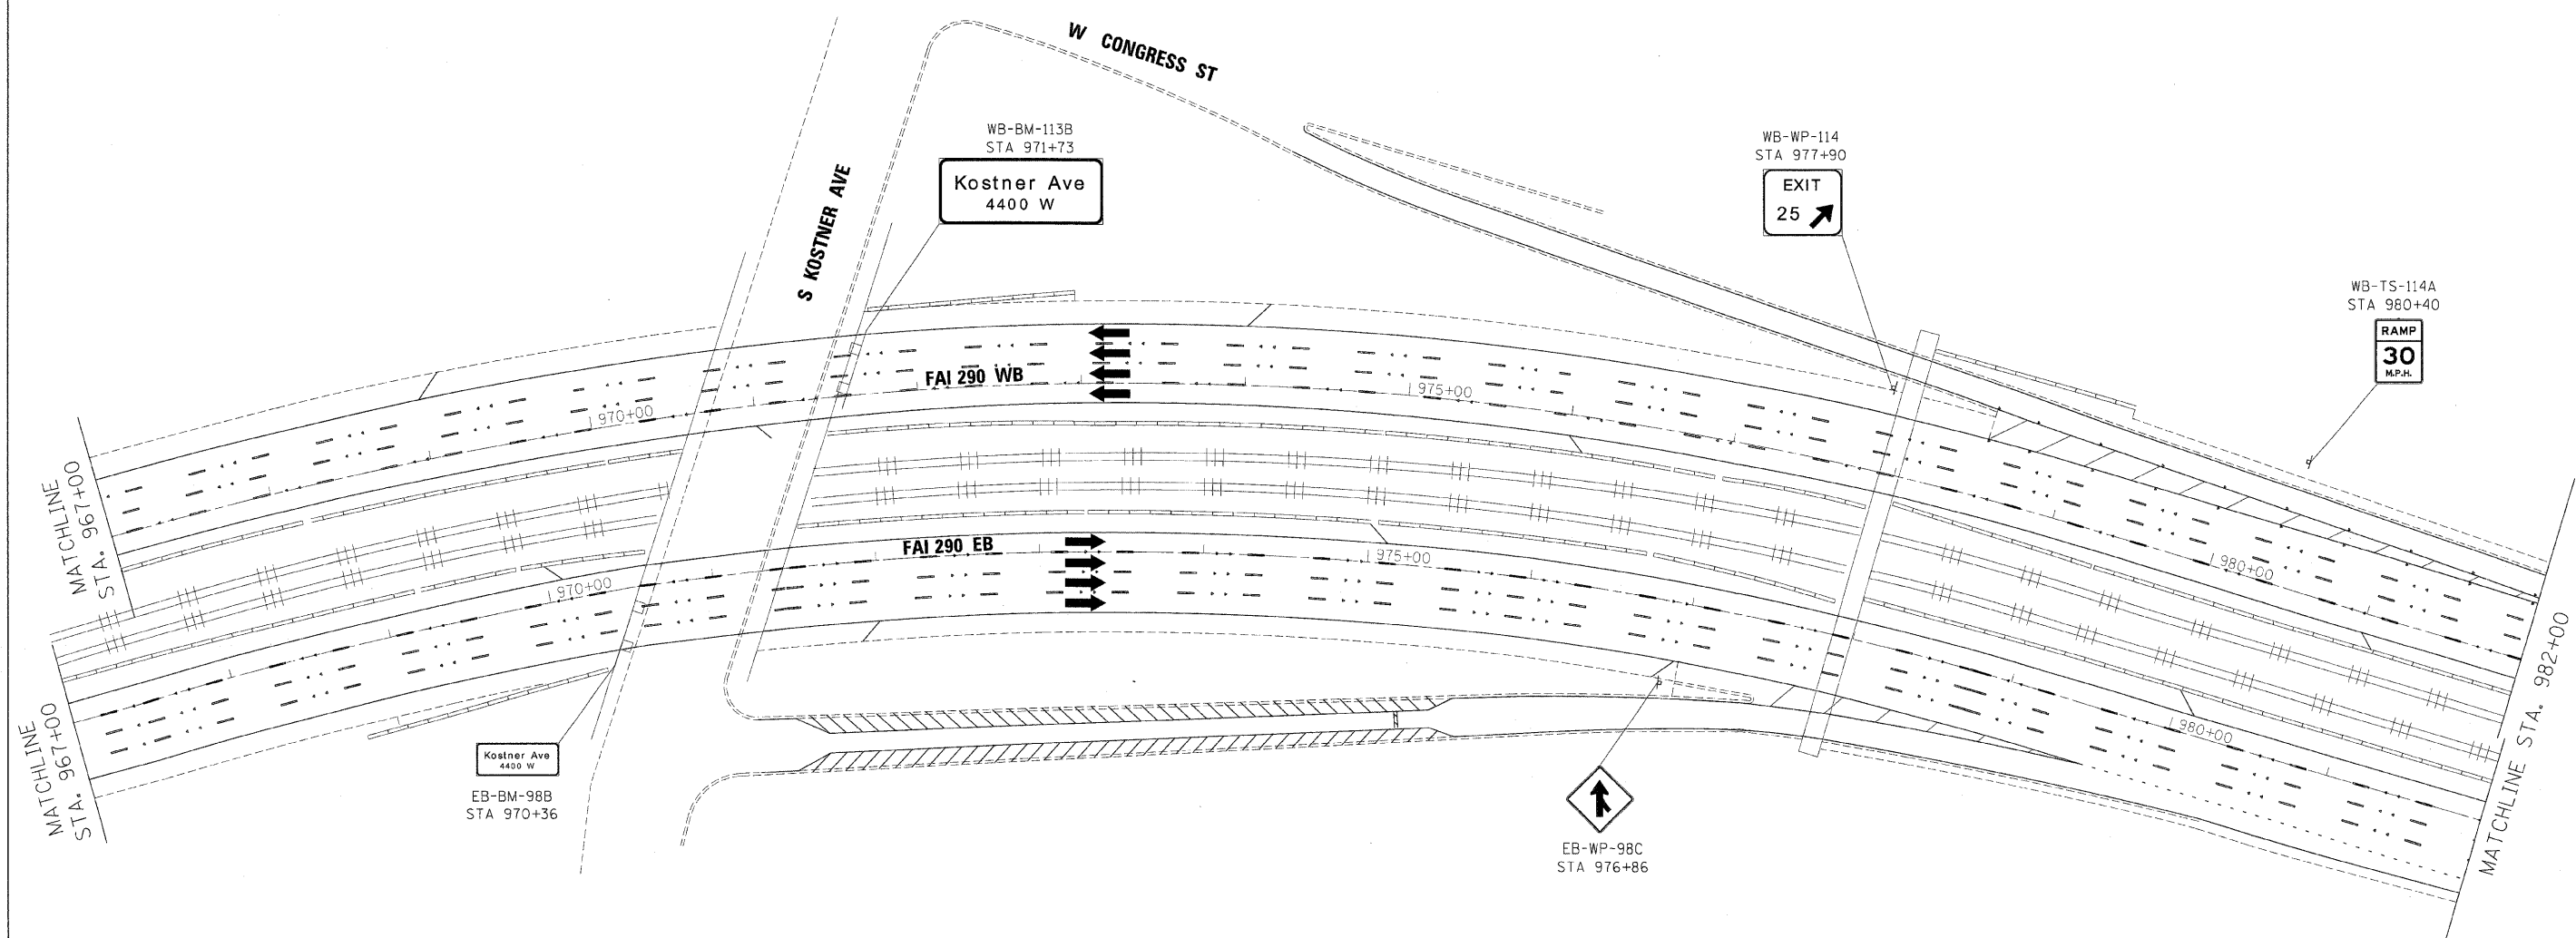 W CONGRESS ST
WB-BM-113B
STA 971+73
Kostner Ave
4400 W
WB-WP-114
STA 977+90
EXIT
25
S KOSTNER AVE
WB-TS-114A
STA 980+40
RAMP
30
M.P.H.
FAI 290 WB
970+00
975+00
980+00
MATCHLINE
STA. 967+00
FAI 290 EB
970+00
975+00
980+00
MATCHLINE
STA. 967+00
MATCHLINE STA. 982+00
Kostner Ave
4400 W
EB-BM-98B
STA 970+36
EB-WP-98C
STA 976+86